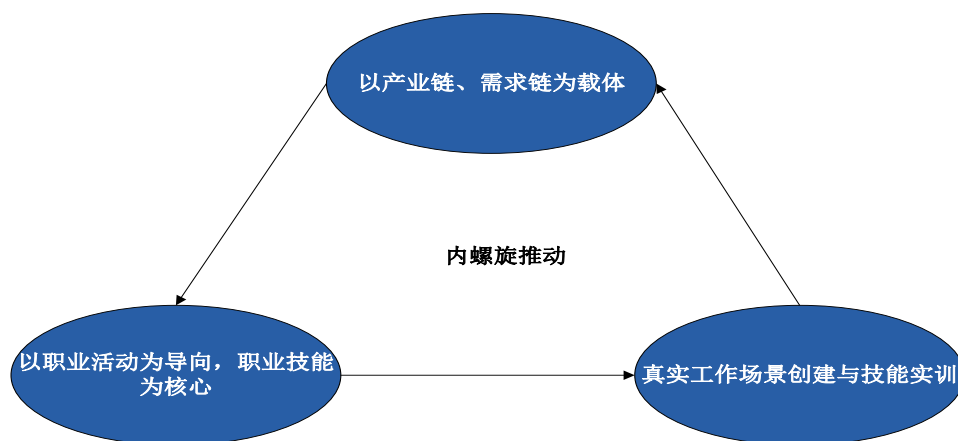 以产业链、需求链为载体
内螺旋推动
以职业活动为导向，职业技能
为核心
真实工作场景创建与技能实训